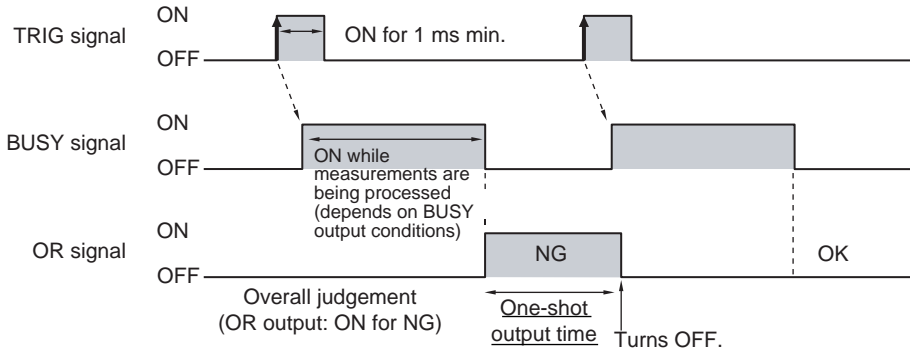 ON
TRIG signal
ON for 1 ms min.
OFF
ON
BUSY signal
OFF
ON while
measurements are
being processed
(depends on BUSY
output conditions)
ON
OR signal
NG
OK
OFF
Overall judgement
(OR output: ON for NG)
One-shot
output time
Turns OFF.